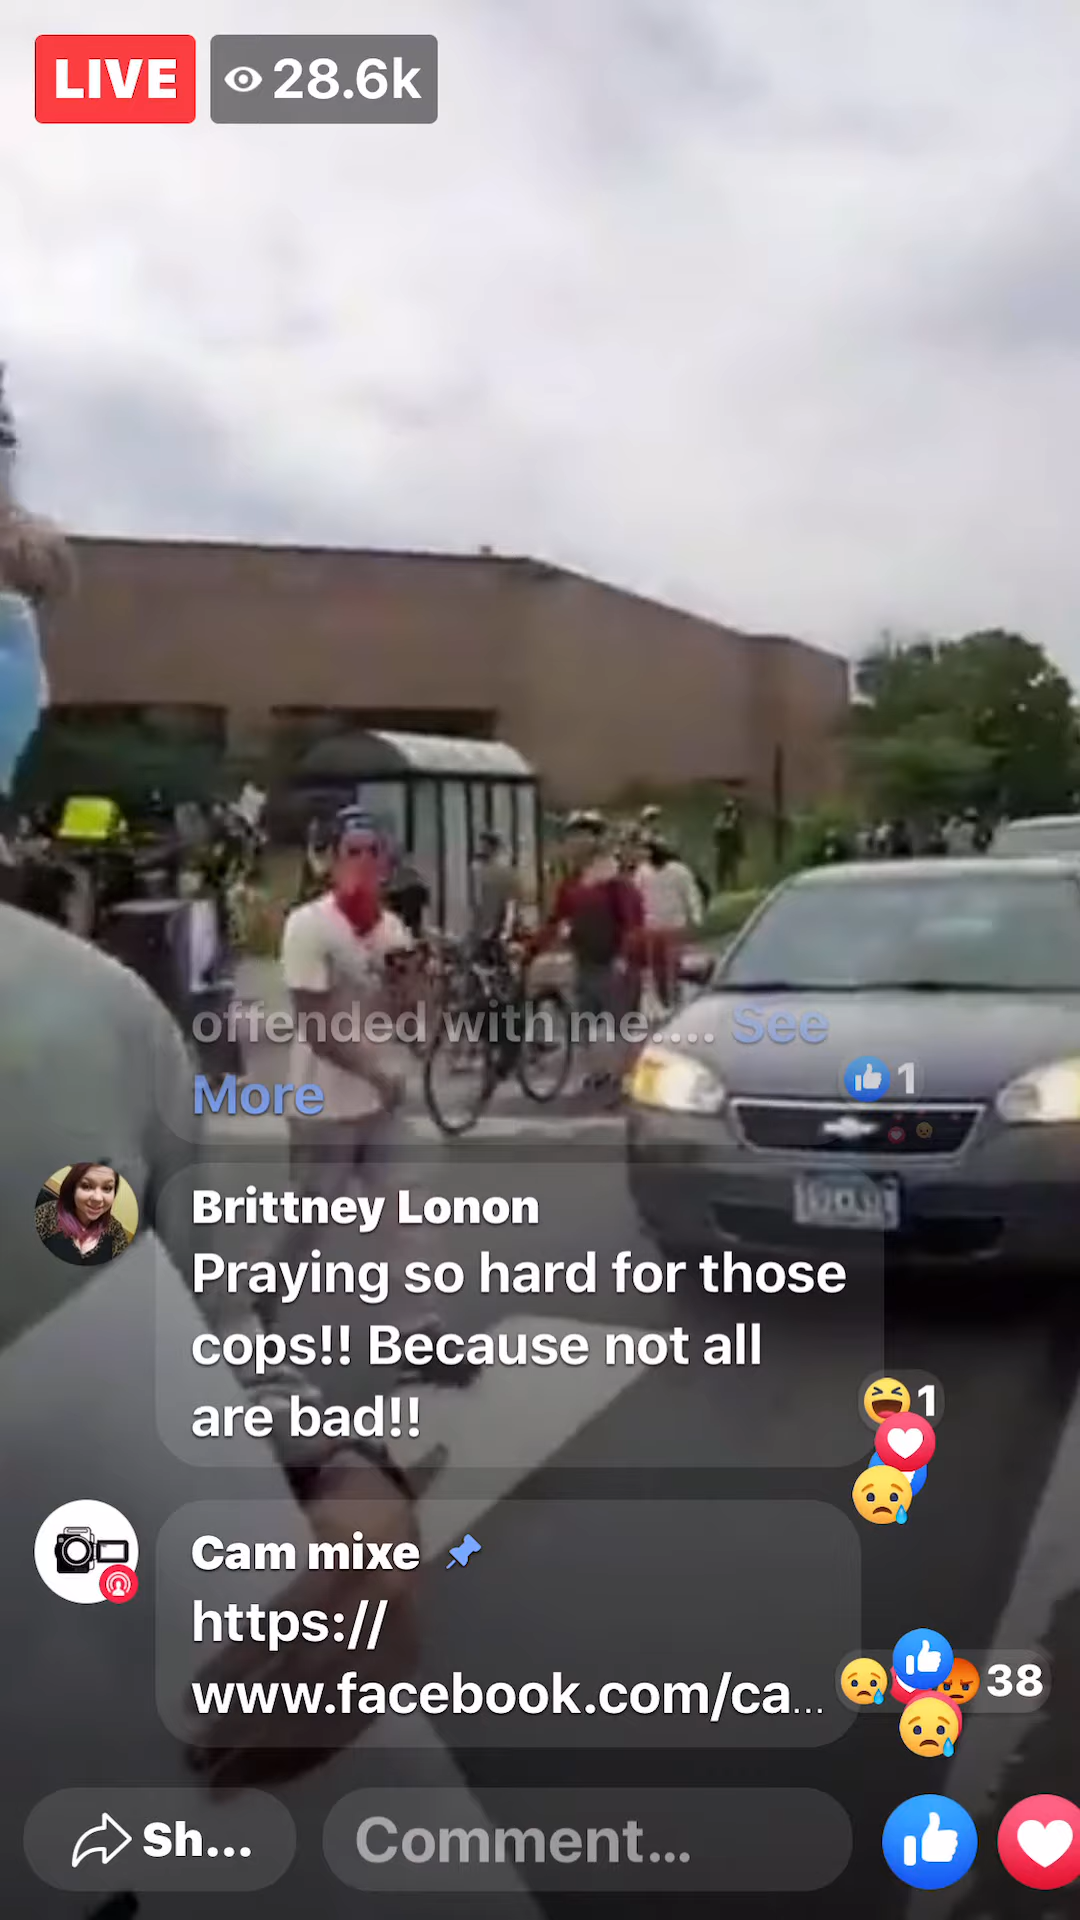 LIVE 28.6k
offended with me.... See
More
1
Brittney Lonon
Praying so hard for those
cops!! Because not all
are bad!!
1
Cam mixe
https://
www.facebook.com/ca...
38
Sh...
Comment...